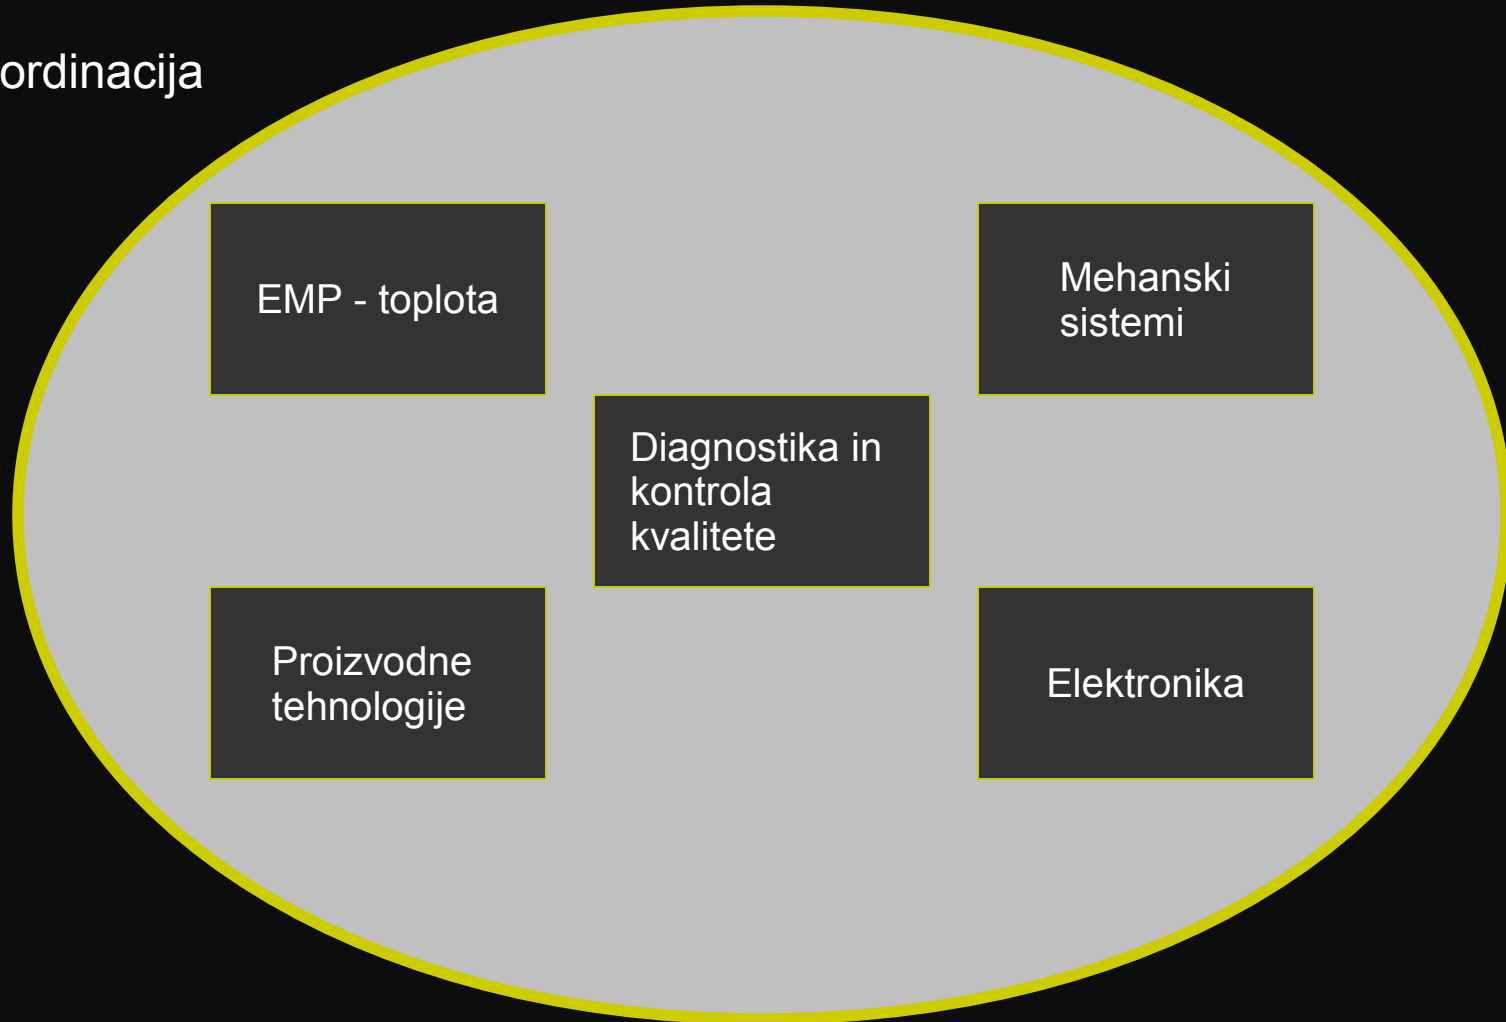 ordinacija
EMP - toplota
Mehanski
sistemi
Diagnostika in
kontrola
kvalitete
Proizvodne
tehnologije
Elektronika